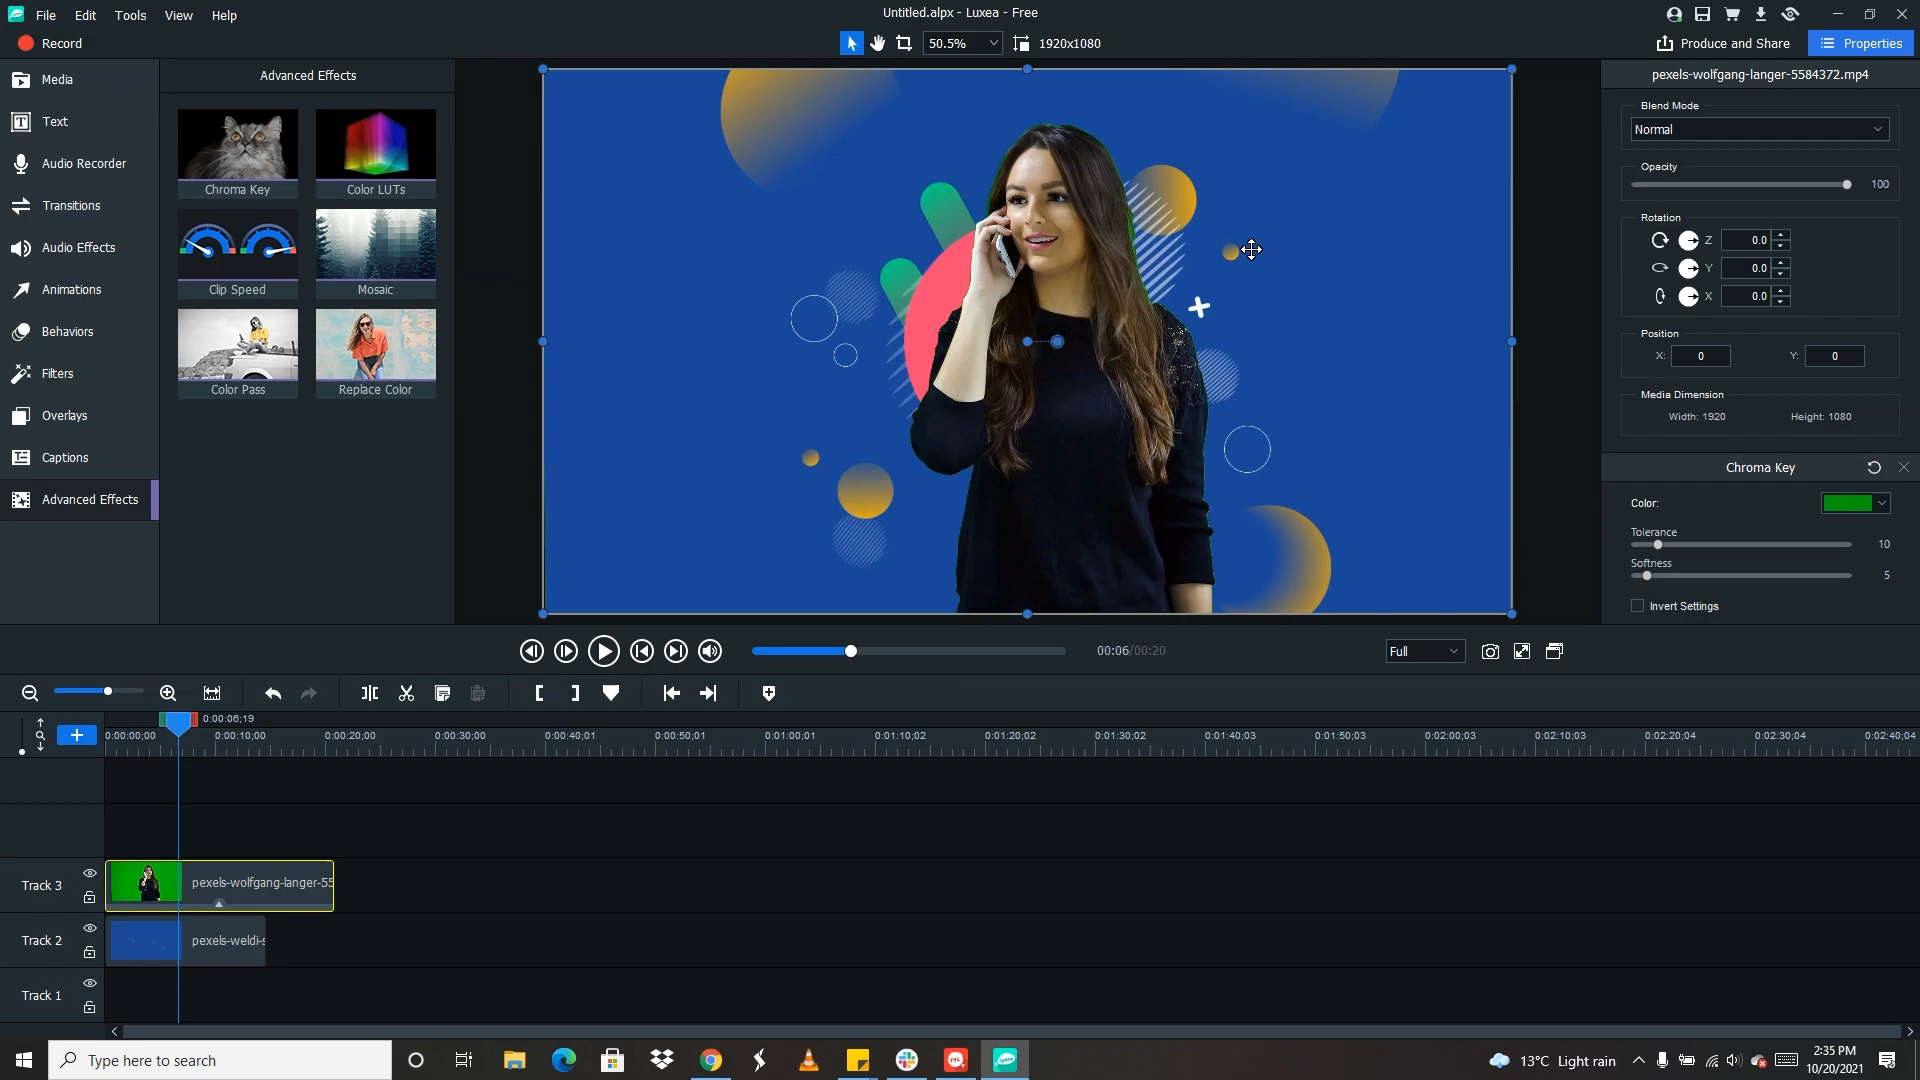 Untitled.alpx - Luxea - Free
File Edit Tools View Help
Record
50.5% 1920x1080
Produce and Share Properties
Media
Text
Audio Recorder
Transitions
Audio Effects
Animations
Behaviors
Filters
Overlays
Captions
Advanced Effects
Advanced Effects
Chroma Key Color LUTs
Clip Speed Mosaic
Color Pass Replace Color
pexels-wolfgang-langer-5584372.mp4
Blend Mode
Normal
Opacity
100
Rotation
Z 0.0
Y 0.0
X 0.0
Position
X: 0 Y: 0
Media Dimension
Width: 1920 Height: 1080
Chroma Key
Color:
Tolerance
10
Softness
5
Invert Settings
00:06/00:20
Full
0:00:06;19
0:00:00;00 0:00:10;00 0:00:20;00 0:00:30;00 0:00:40;01 0:00:50;01 0:01:00;01 0:01:10;02 0:01:20;02 0:01:30;02 0:01:40;03 0:01:50;03 0:02:00;03 0:02:10;03 0:02:20;04 0:02:30;04 0:02:40;04
Track 3 pexels-wolfgang-langer-55
Track 2 pexels-weldi-s
Track 1
Type here to search
13°C Light rain
2:35 PM
10/20/2021